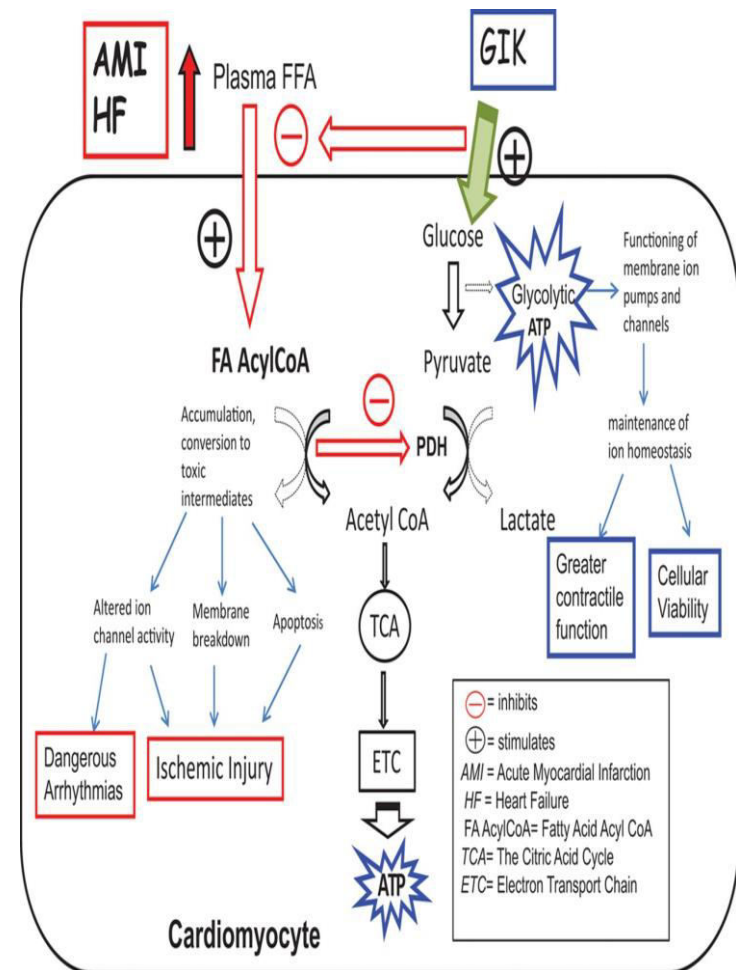 AMI
HF
Plasma FFA
GIK
Glucose
Glycolytic
ATP
Functioning of
membrane ion
pumps and
channels
Pyruvate
FA AcylCoA
Accumulation,
conversion to
toxic
intermediates
PDH
maintenance of
ion homeostasis
Acetyl CoA
Lactate
Greater
contractile
function
Cellular
Viability
Altered ion
channel activity
Membrane
breakdown
Apoptosis
TCA
Dangerous
Arrhythmias
Ischemic Injury
ETC
ATP
Cardiomyocyte
= inhibits
= stimulates
AMI = Acute Myocardial Infarction
HF = Heart Failure
FA AcylCoA= Fatty Acid Acyl CoA
TCA= The Citric Acid Cycle
ETC= Electron Transport Chain